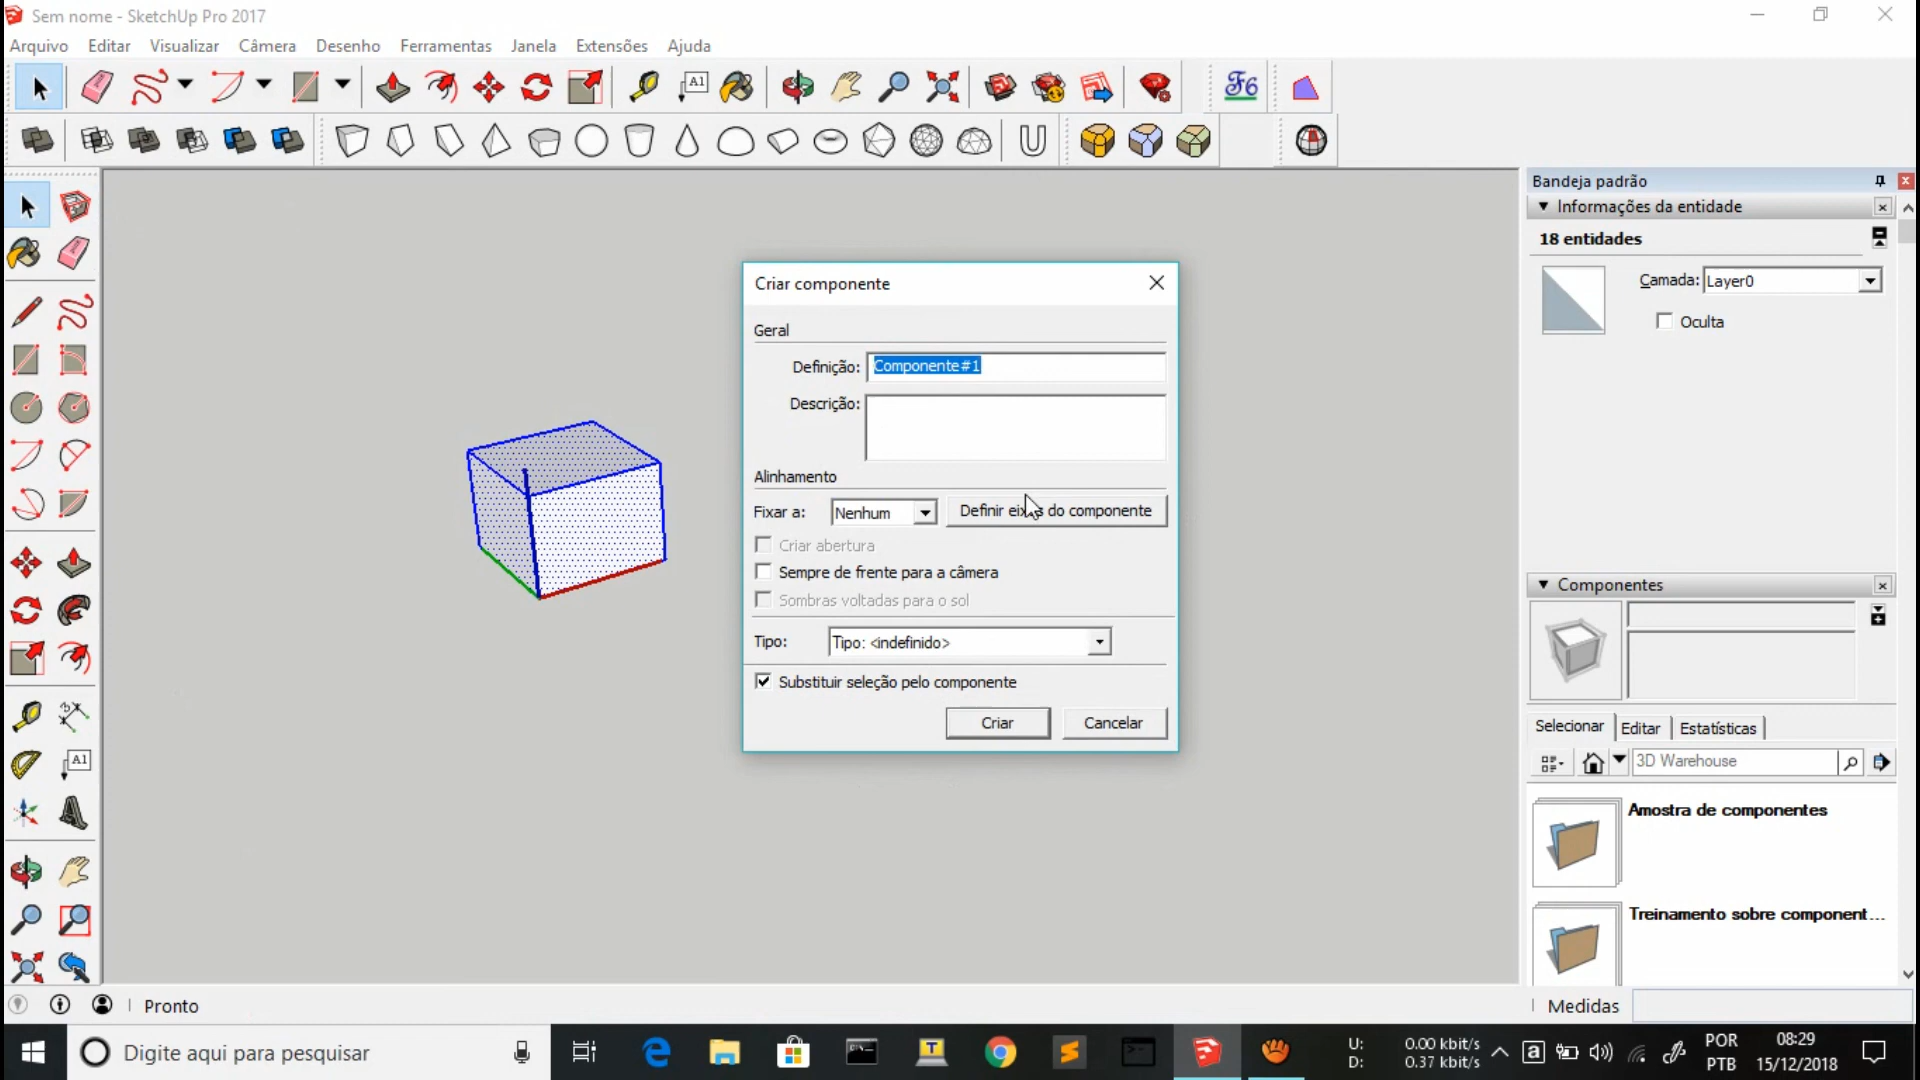 Sem nome - SketchUp Pro 2017
Arquivo Editar Visualizar Câmera Desenho Ferramentas Janela Extensões Ajuda
A1
F6
Bandeja padrão
Informações da entidade
18 entidades
Camada: Layer0
Oculta
Criar componente
Geral
Definição: Componente#1
Descrição:
Alinhamento
Fixar a: Nenhum Definir eixos do componente
Criar abertura
Sempre de frente para a câmera
Sombras voltadas para o sol
Tipo: Tipo: <indefinido>
Substituir seleção pelo componente
Criar Cancelar
Componentes
Selecionar Editar Estatísticas
3D Warehouse
Amostra de componentes
Treinamento sobre component...
A1
Pronto
Medidas
Digite aqui para pesquisar
U: 0.00 kbit/s
D: 0.37 kbit/s
POR
PTB
08:29
15/12/2018